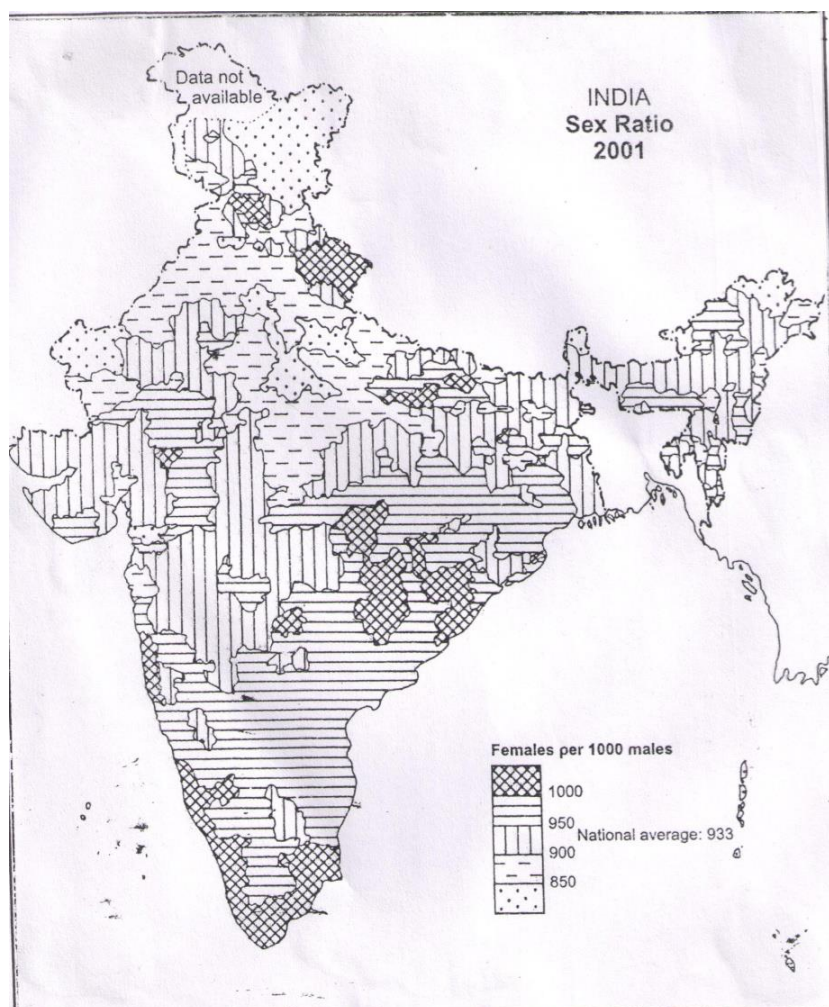 Data not
available
INDIA
Sex Ratio
2001
Females per 1000 males
1000
950
National average: 933
900
850